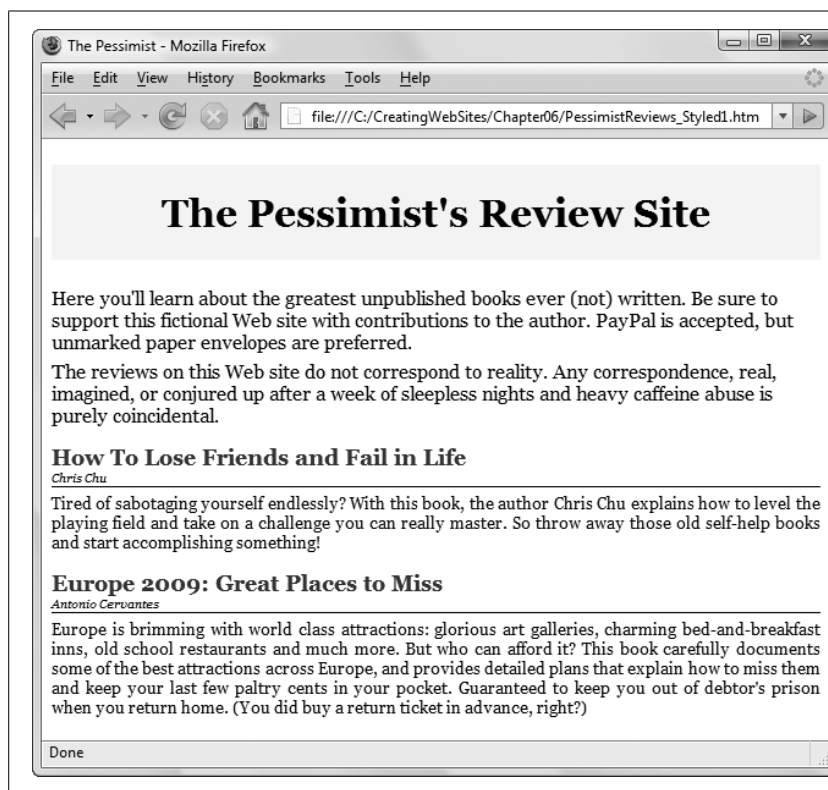 The Pessimist - Mozilla Firefox
File Edit View History Bookmarks Tools Help
file:///C:/CreatingWebSites/Chapter06/PessimistReviews_Styled1.htm
The Pessimist's Review Site
Here you'll learn about the greatest unpublished books ever (not) written. Be sure to
support this fictional Web site with contributions to the author. PayPal is accepted, but
unmarked paper envelopes are preferred.
The reviews on this Web site do not correspond to reality. Any correspondence, real,
imagined, or conjured up after a week of sleepless nights and heavy caffeine abuse is
purely coincidental.
How To Lose Friends and Fail in Life
Chris Chu
Tired of sabotaging yourself endlessly? With this book, the author Chris Chu explains how to level the
playing field and take on a challenge you can really master. So throw away those old self-help books
and start accomplishing something!
Europe 2009: Great Places to Miss
Antonio Cervantes
Europe is brimming with world class attractions: glorious art galleries, charming bed-and-breakfast
inns, old school restaurants and much more. But who can afford it? This book carefully documents
some of the best attractions across Europe, and provides detailed plans that explain how to miss them
and keep your last few paltry cents in your pocket. Guaranteed to keep you out of debtor's prison
when you return home. (You did buy a return ticket in advance, right?)
Done